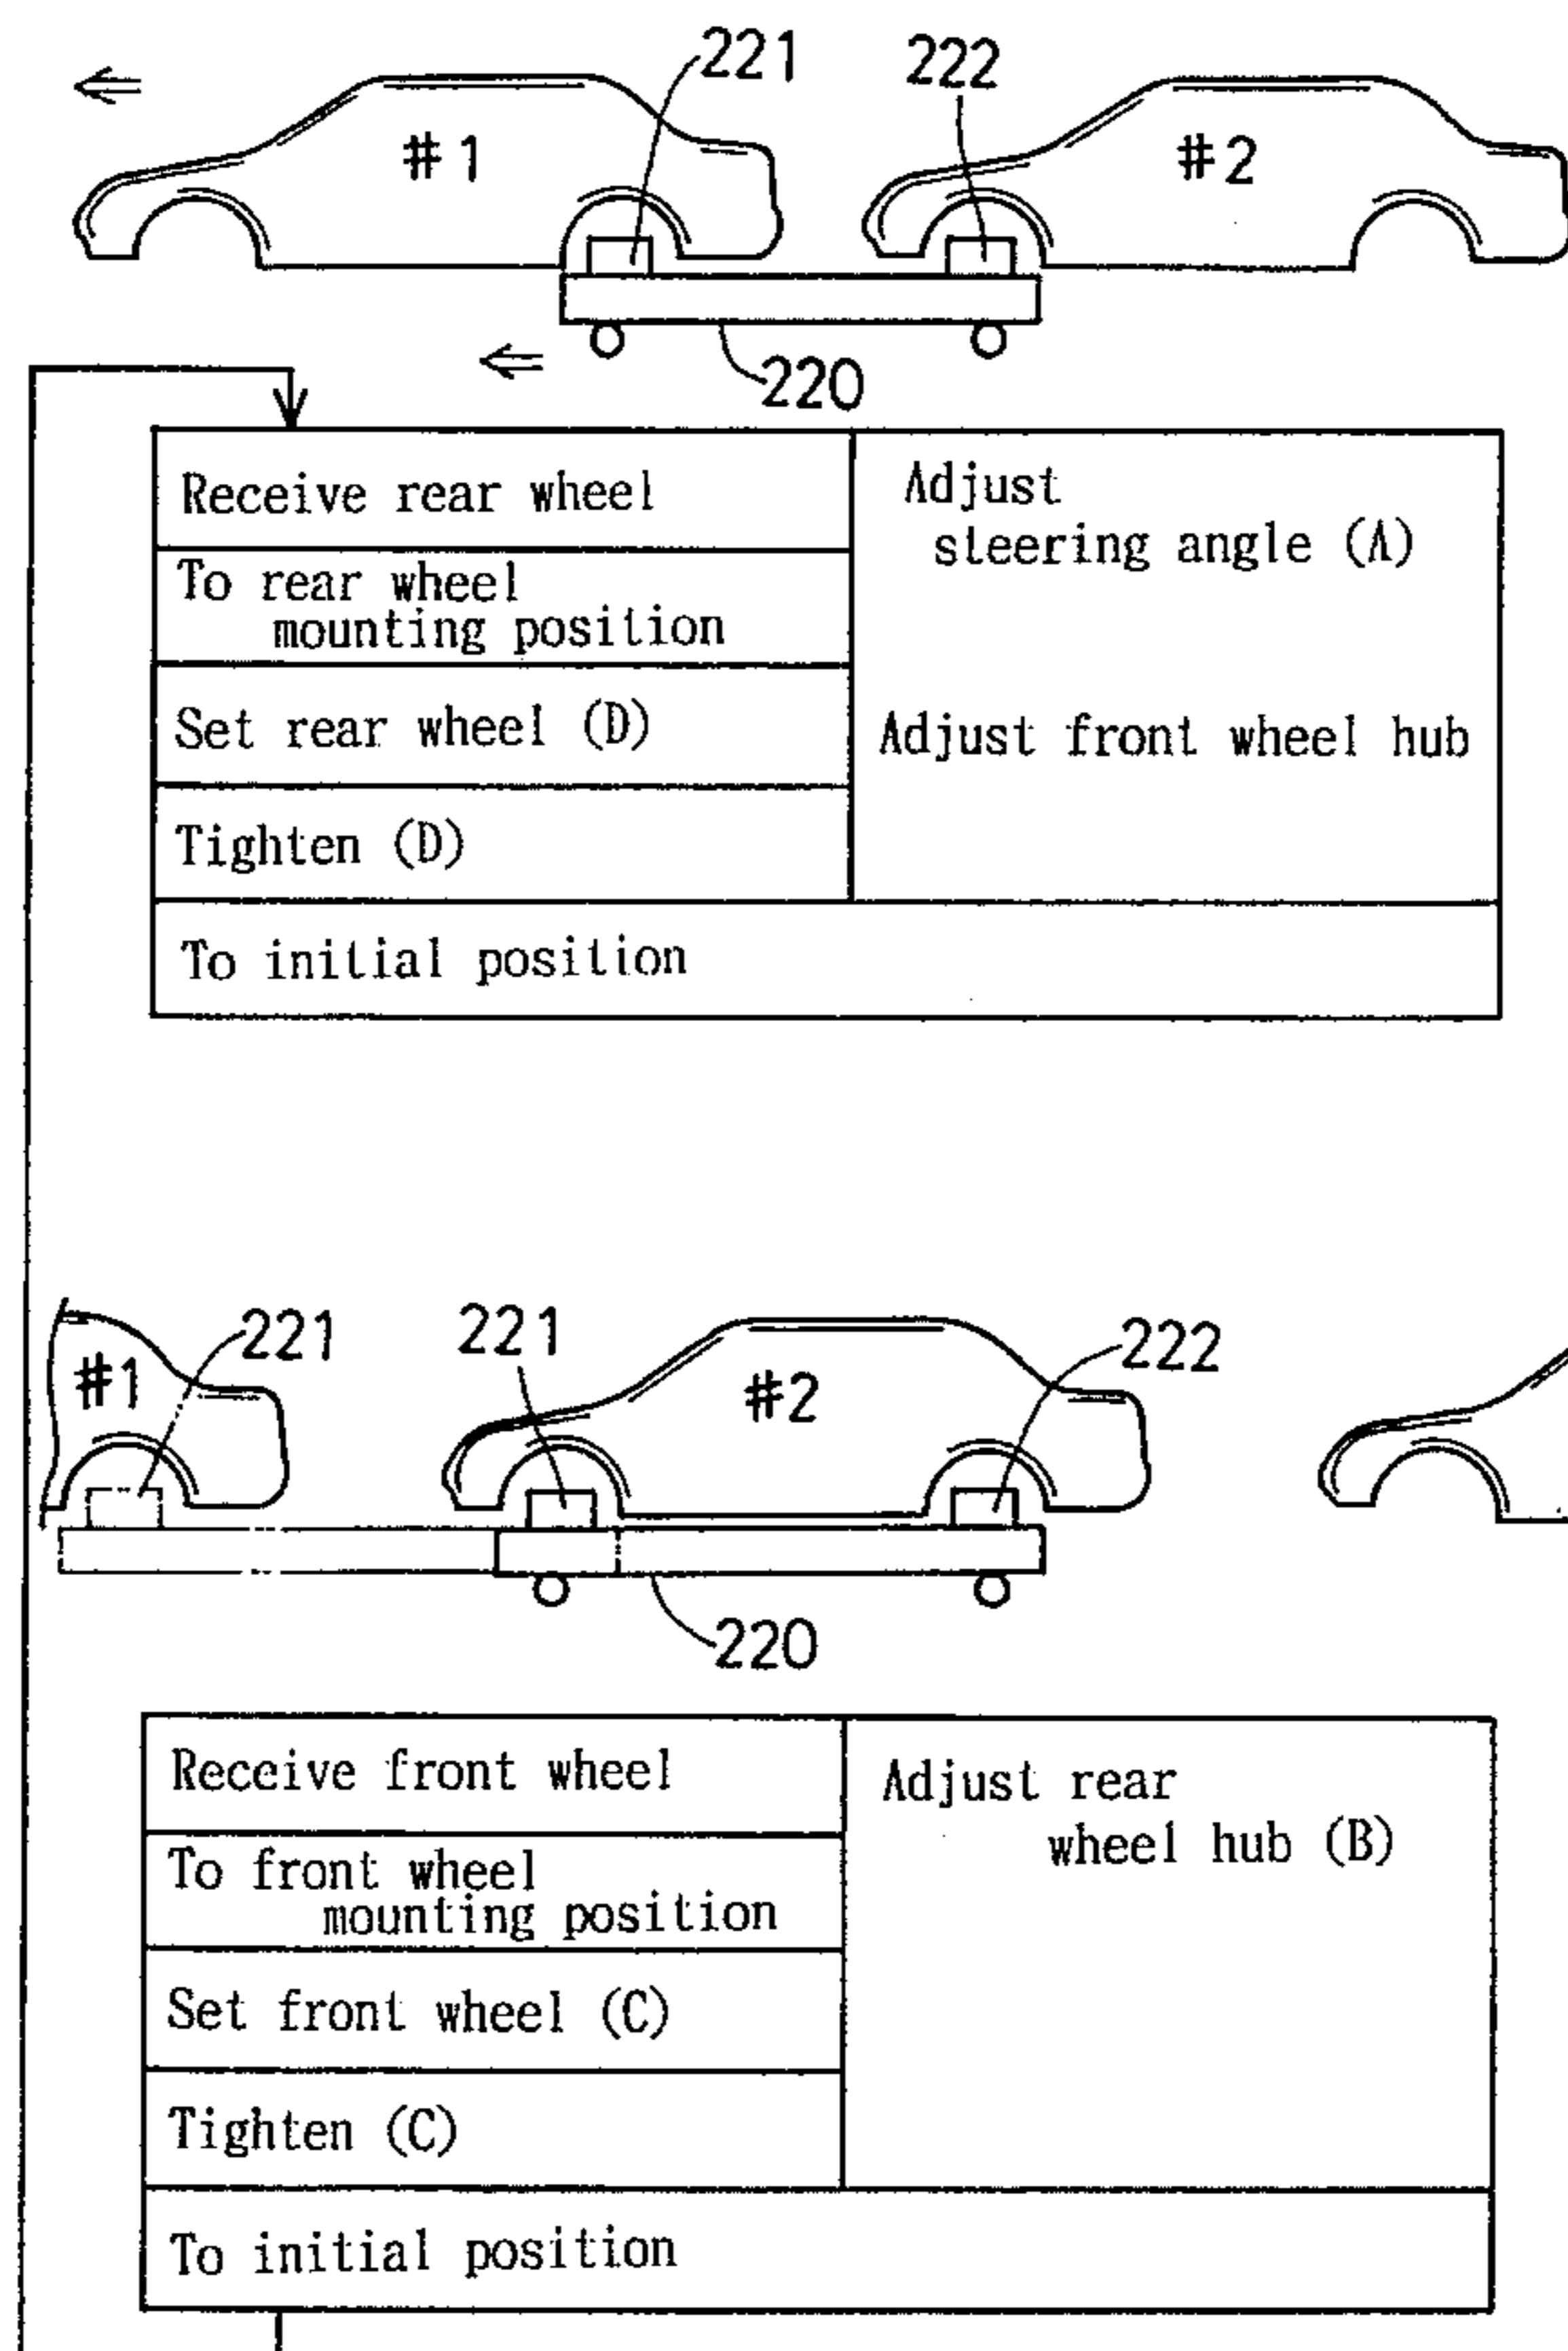 221
222
#1
#2
220
Receive rear wheel
Adjust
steering angle (A)
To rear wheel
mounting position
Set rear wheel (D)
Adjust front wheel hub
Tighten (D)
To initial position
221
221
222
#1
#2
220
Receive front wheel
Adjust rear
wheel hub (B)
To front wheel
mounting position
Set front wheel (C)
Tighten (C)
To initial position